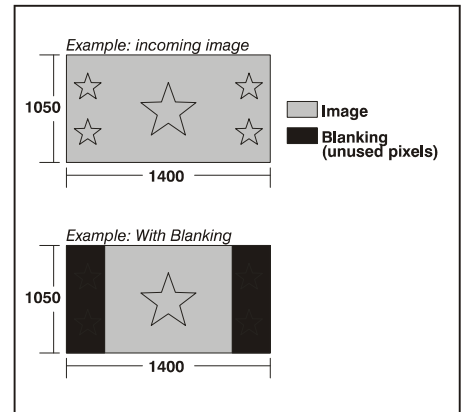 Example: incoming image
1050
1400
Image
Blanking
(unused pixels)
Example: With Blanking
1050
1400